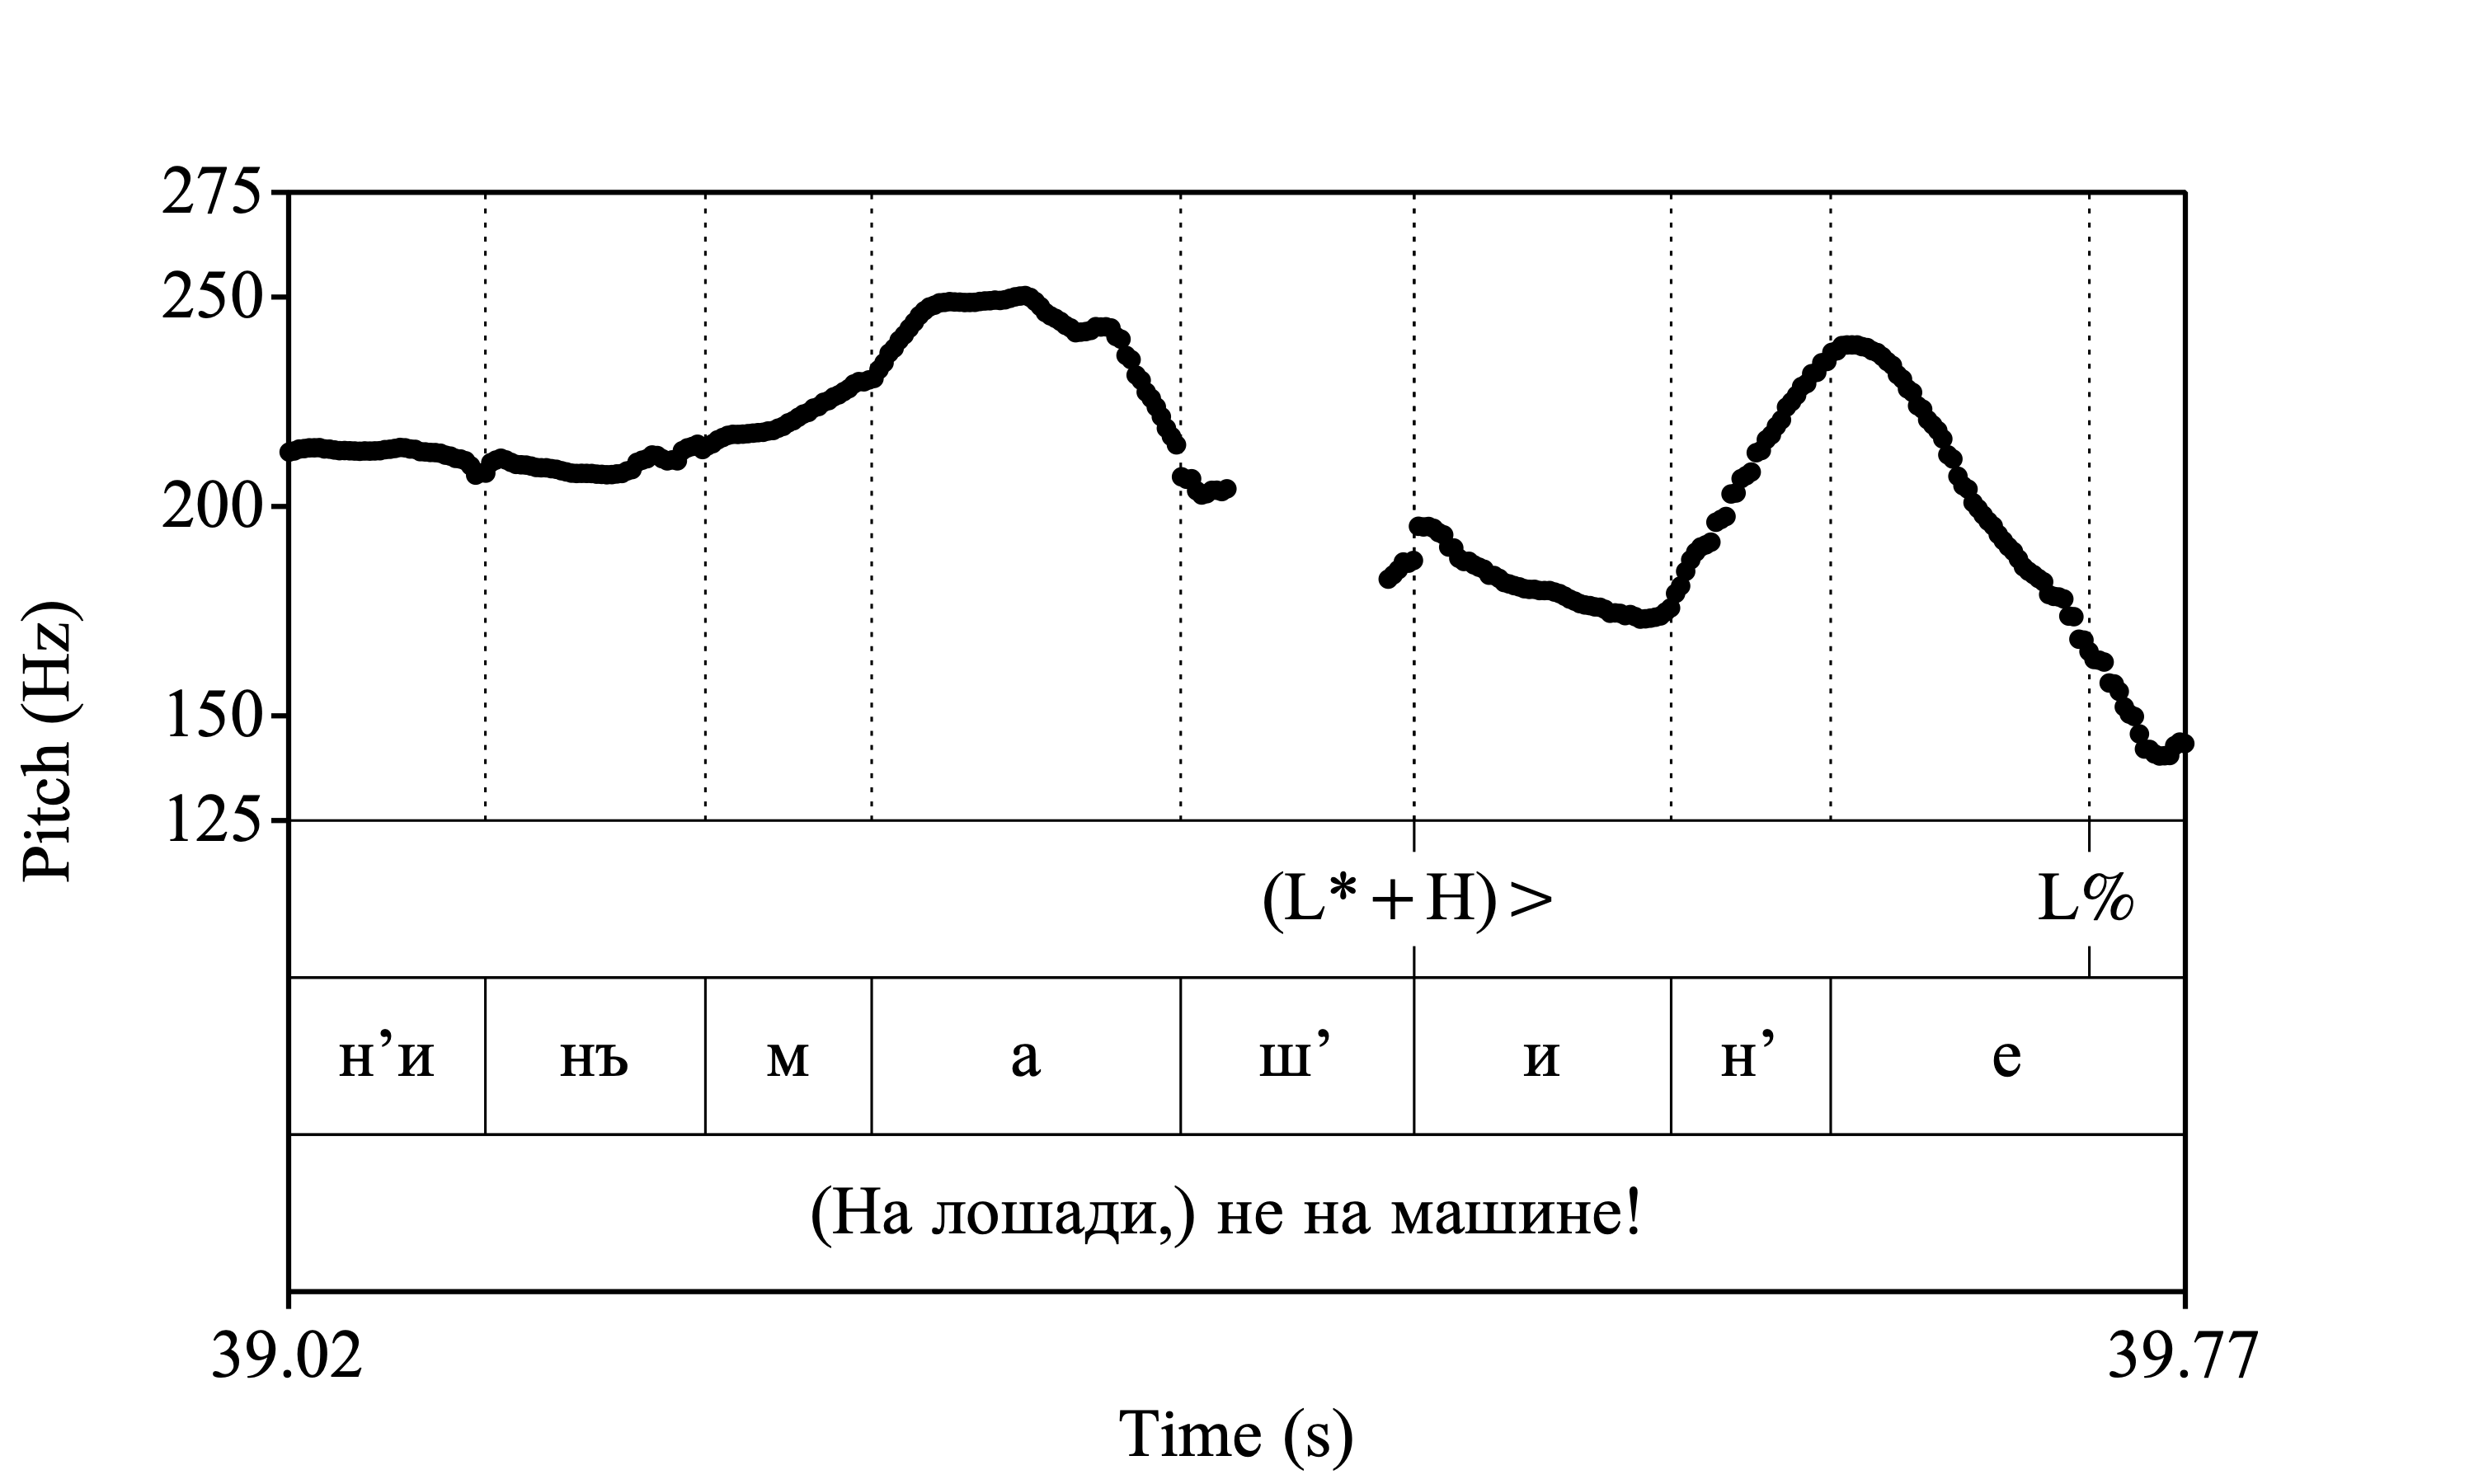 275
250
200
150
125
Pitch (Hz)
(L*+H)> L%
н’и нъ м а ш’ и н’ е
(На лошади,) не на машине!
39.02 39.77
Time (s)